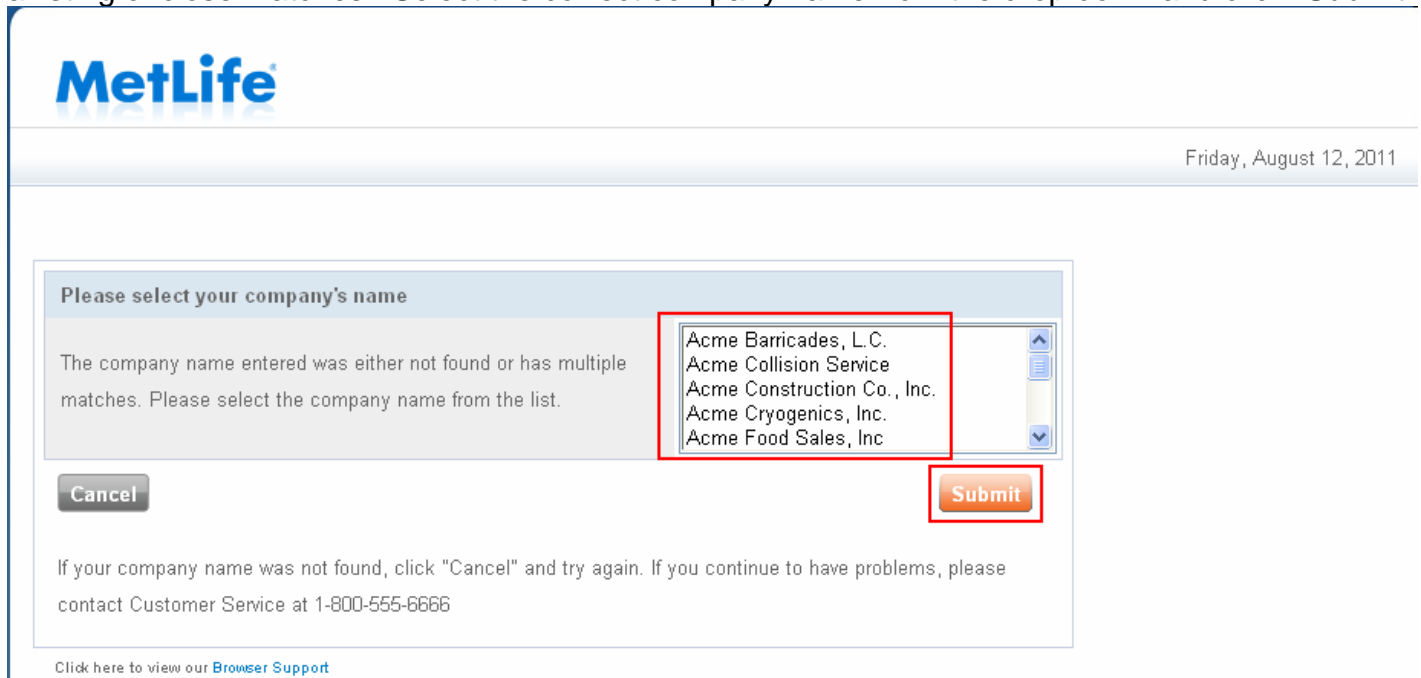 MetLife
Friday, August 12, 2011
Please select your company's name
The company name entered was either not found or has multiple
matches. Please select the company name from the list.
Acme Barricades, L.C.
Acme Collision Service
Acme Construction Co., Inc.
Acme Cryogenics, Inc.
Acme Food Sales, Inc
Cancel
Submit
If your company name was not found, click "Cancel" and try again. If you continue to have problems, please
contact Customer Service at 1-800-555-6666
Click here to view our Browser Support